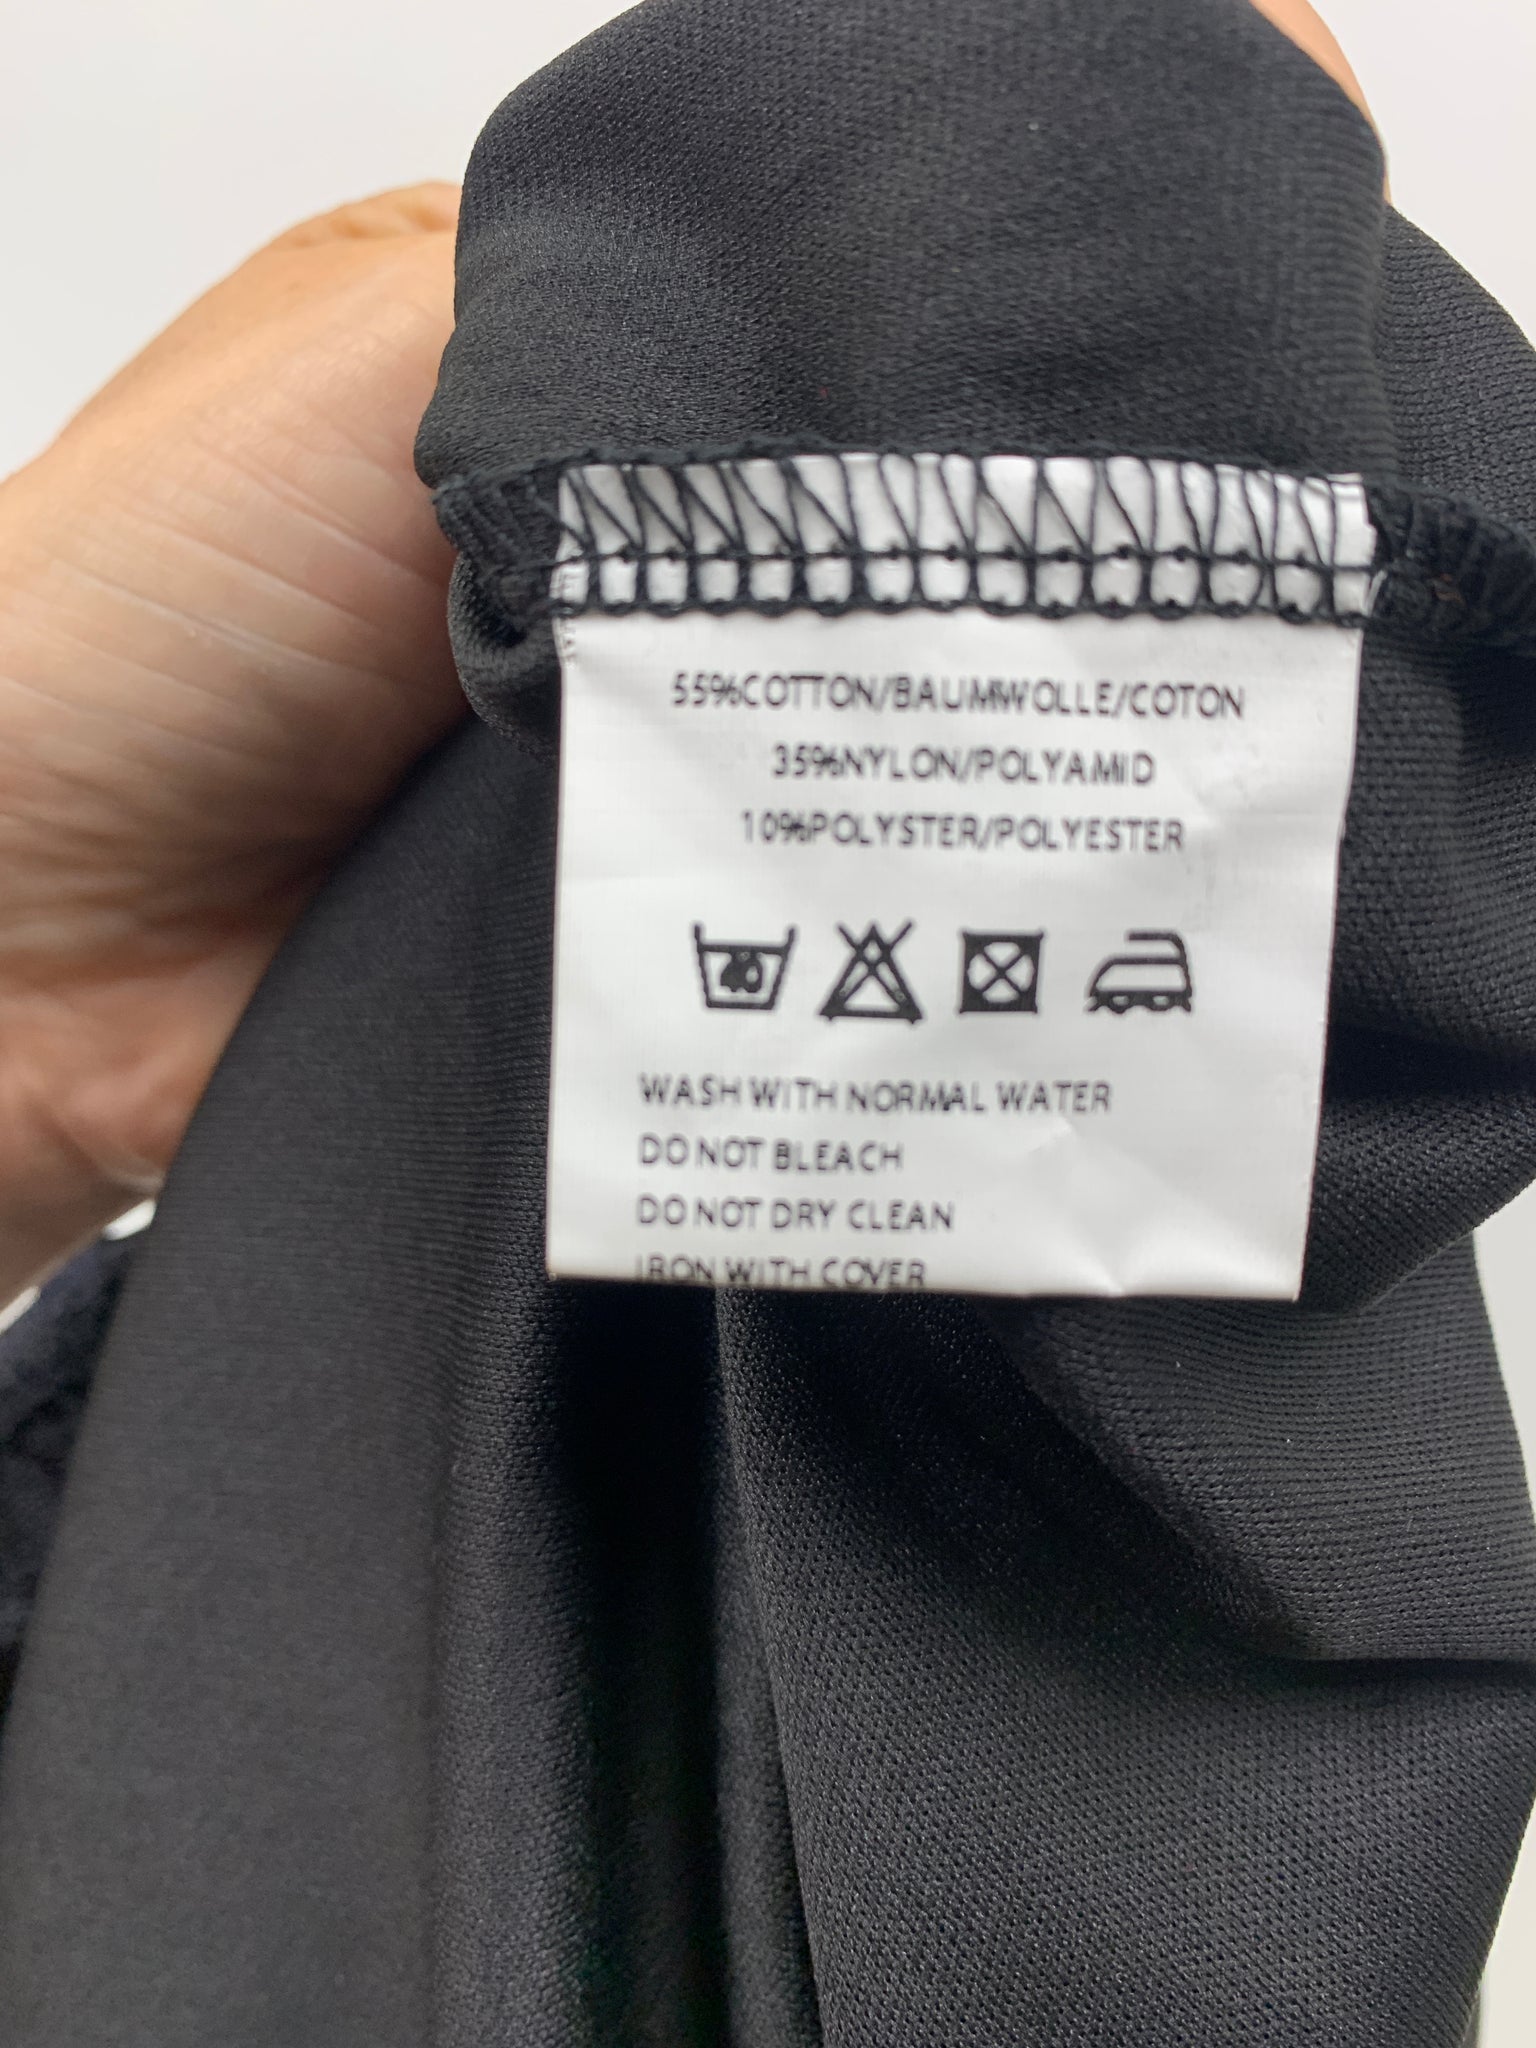 55%COTTON/BAUMWOLLE/COTON
35%NYLON/POLYAMID
10%POLYSTER/POLYESTER
40
WASH WITH NORMAL WATER
DO NOT BLEACH
DO NOT DRY CLEAN
IRON WITH COVER